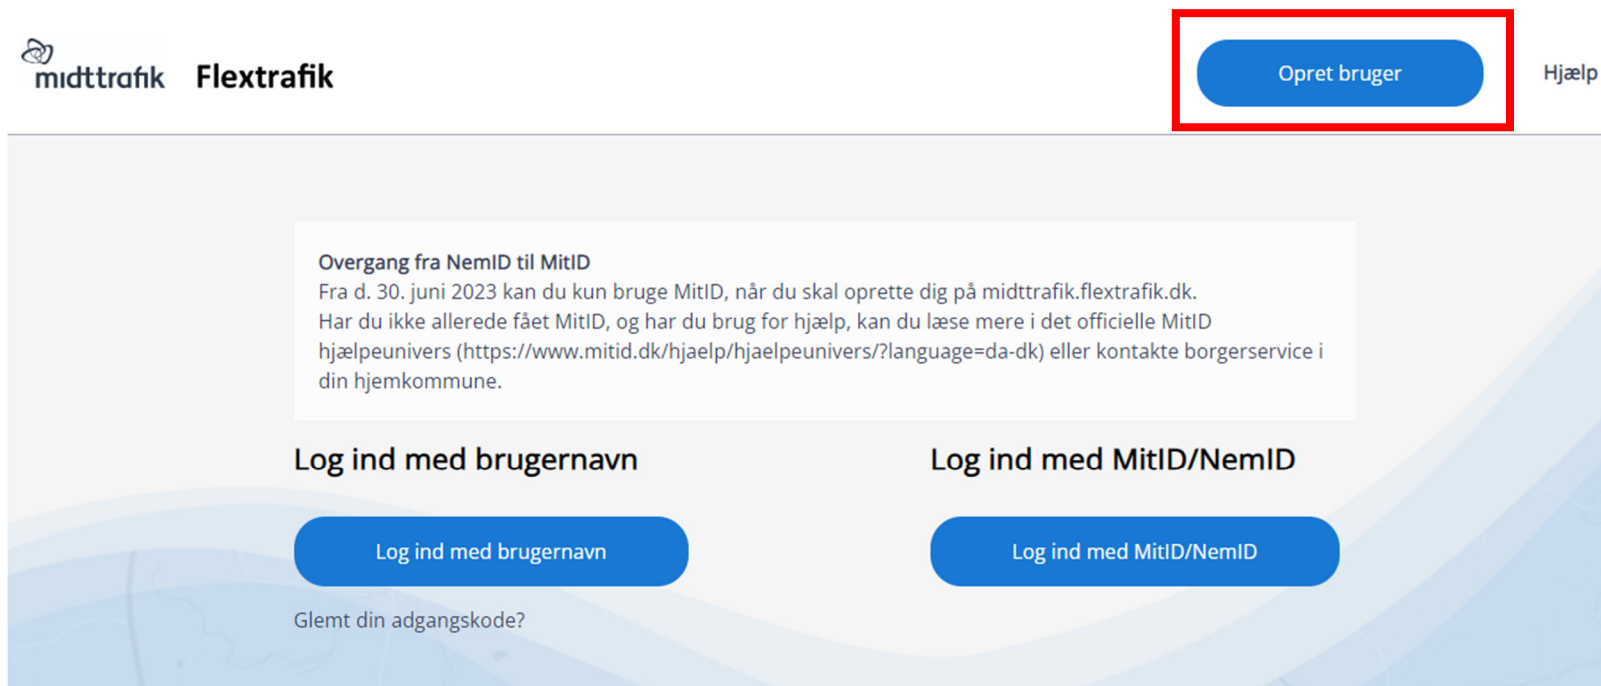 midttrafik Flextrafik Opret bruger Hjælp
Overgang fra NemID til MitID
Fra d. 30. juni 2023 kan du kun bruge MitID, når du skal oprette dig på midttrafik.flextrafik.dk.
Har du ikke allerede fået MitID, og har du brug for hjælp, kan du læse mere i det officielle MitID
hjælpeunivers (https://www.mitid.dk/hjaelp/hjaelpeunivers/?language=da-dk) eller kontakte borgerservice i
din hjemkommune.
Log ind med brugernavn Log ind med MitID/NemID
Log ind med brugernavn Log ind med MitID/NemID
Glemt din adgangskode?